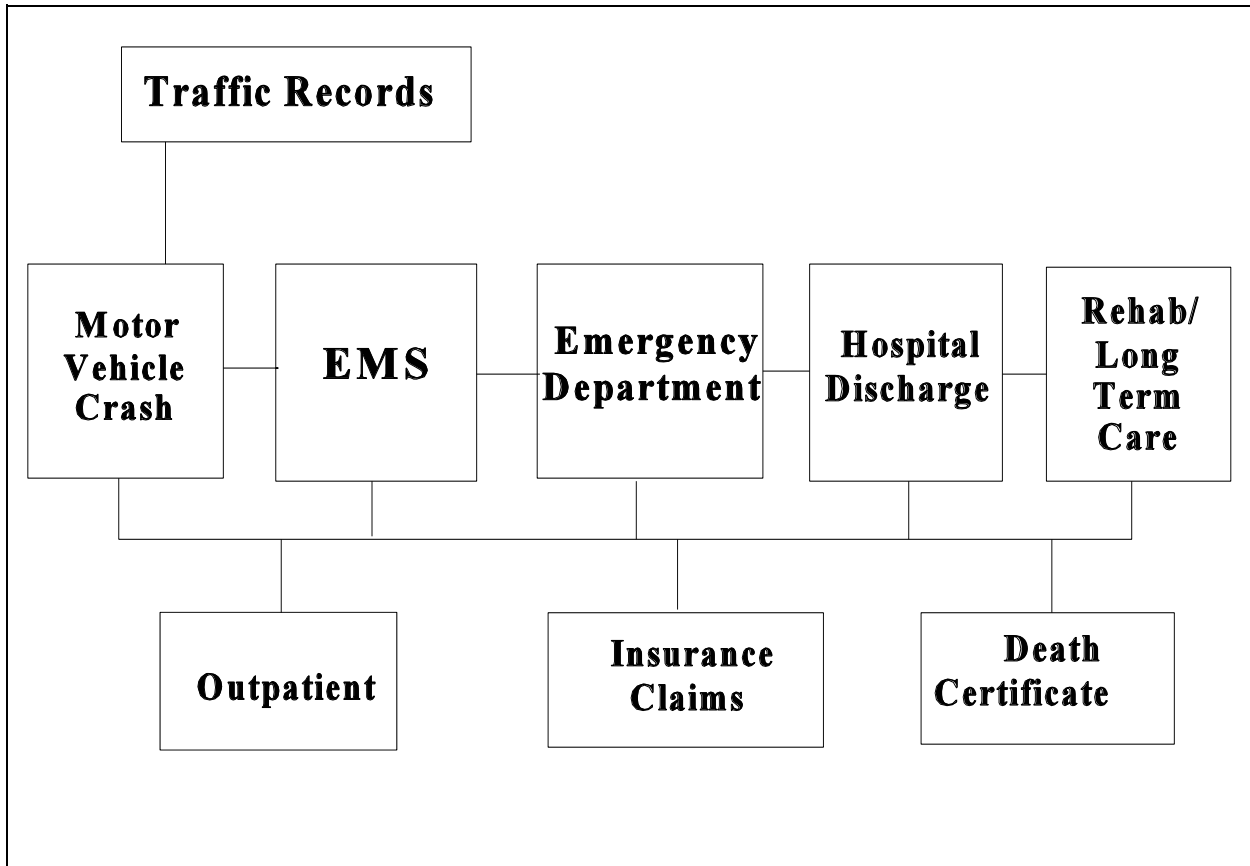 Traffic Records
Motor
Vehicle
Crash
EMS
Emergency
Department
Hospital
Discharge
Rehab/
Long
Term
Care
Outpatient
Insurance
Claims
Death
Certificate